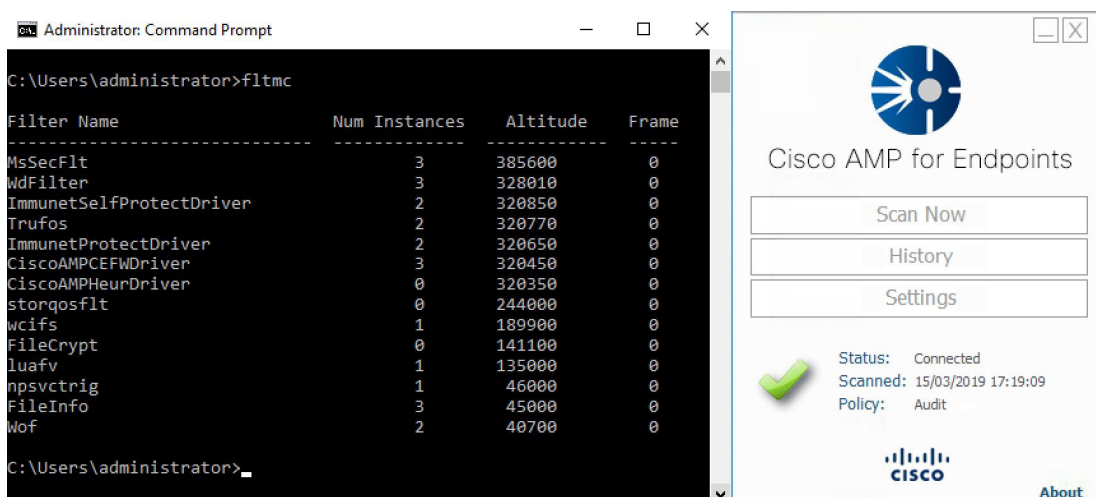 Administrator: Command Prompt
C:\Users\administrator>fltmc
Filter Name Num Instances Altitude Frame
------------------------------ ------------- ------------ -----
MsSecFlt 3 385600 0
WdFilter 3 328010 0
ImmunetSelfProtectDriver 2 320850 0
Trufos 2 320770 0
ImmunetProtectDriver 2 320650 0
CiscoAMPCEFWDriver 3 320450 0
CiscoAMPHeurDriver 0 320350 0
storqosflt 0 244000 0
wcifs 1 189900 0
FileCrypt 0 141100 0
luafv 1 135000 0
npsvctrig 1 46000 0
FileInfo 3 45000 0
Wof 2 40700 0
C:\Users\administrator>
Cisco AMP for Endpoints
Scan Now
History
Settings
Status: Connected
Scanned: 15/03/2019 17:19:09
Policy: Audit
CISCO
About